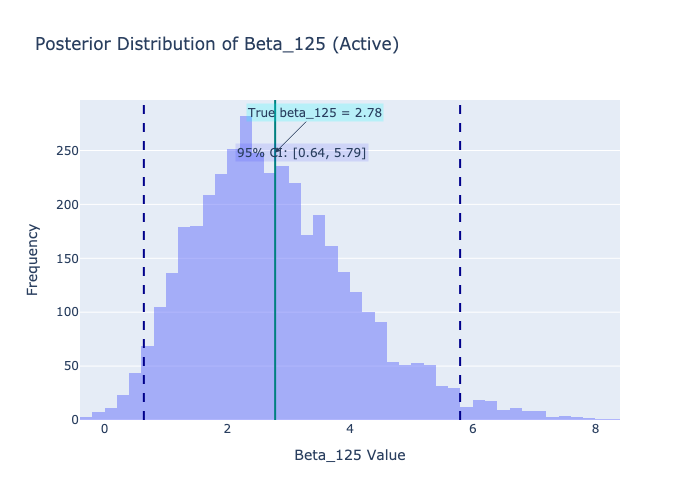 Posterior Distribution of Beta_125 (Active)
True beta_125 = 2.78
95% CI: [0.64, 5.79]
250
200
150
100
50
0
Frequency
0 2 4 6 8
Beta_125 Value